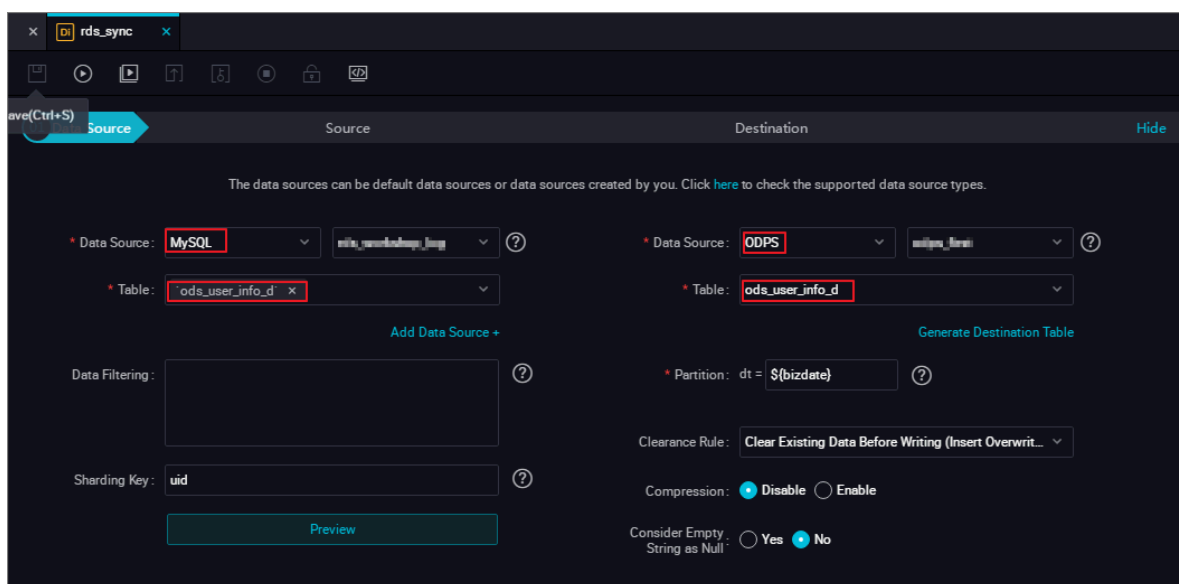 Di rds_sync
ave(Ctrl+S)
Source
Source
Destination
Hide
The data sources can be default data sources or data sources created by you. Click here to check the supported data source types.
* Data Source: MySQL
* Data Source: ODPS
* Table: `ods_user_info_d` ×
* Table: ods_user_info_d
Add Data Source +
Generate Destination Table
Data Filtering:
* Partition: dt = ${bizdate}
Clearance Rule: Clear Existing Data Before Writing (Insert Overwrit...
Sharding Key: uid
Compression: Disable Enable
Preview
Consider Empty String as Null: Yes No